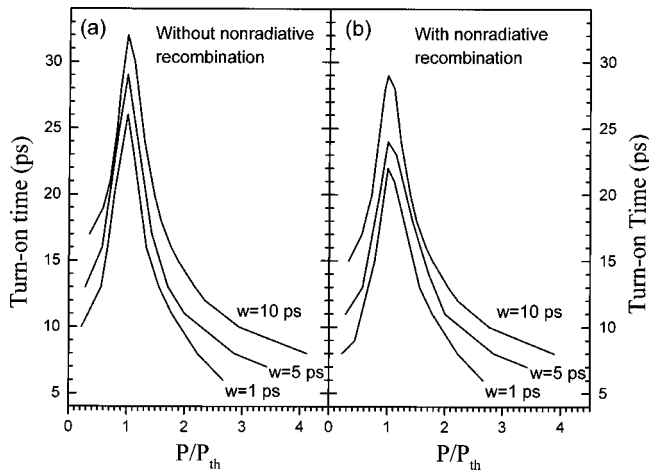 (a)
Without nonradiative
recombination
(b)
With nonradiative
recombination
Turn-on time (ps)
30
25
20
15
10
5
w=10 ps
w=5 ps
w=1 ps
0
1
2
3
4
P/Pth
w=10 ps
w=5 ps
w=1 ps
0
1
2
3
4
P/Pth
30
25
20
15
10
5
Turn-on Time (ps)